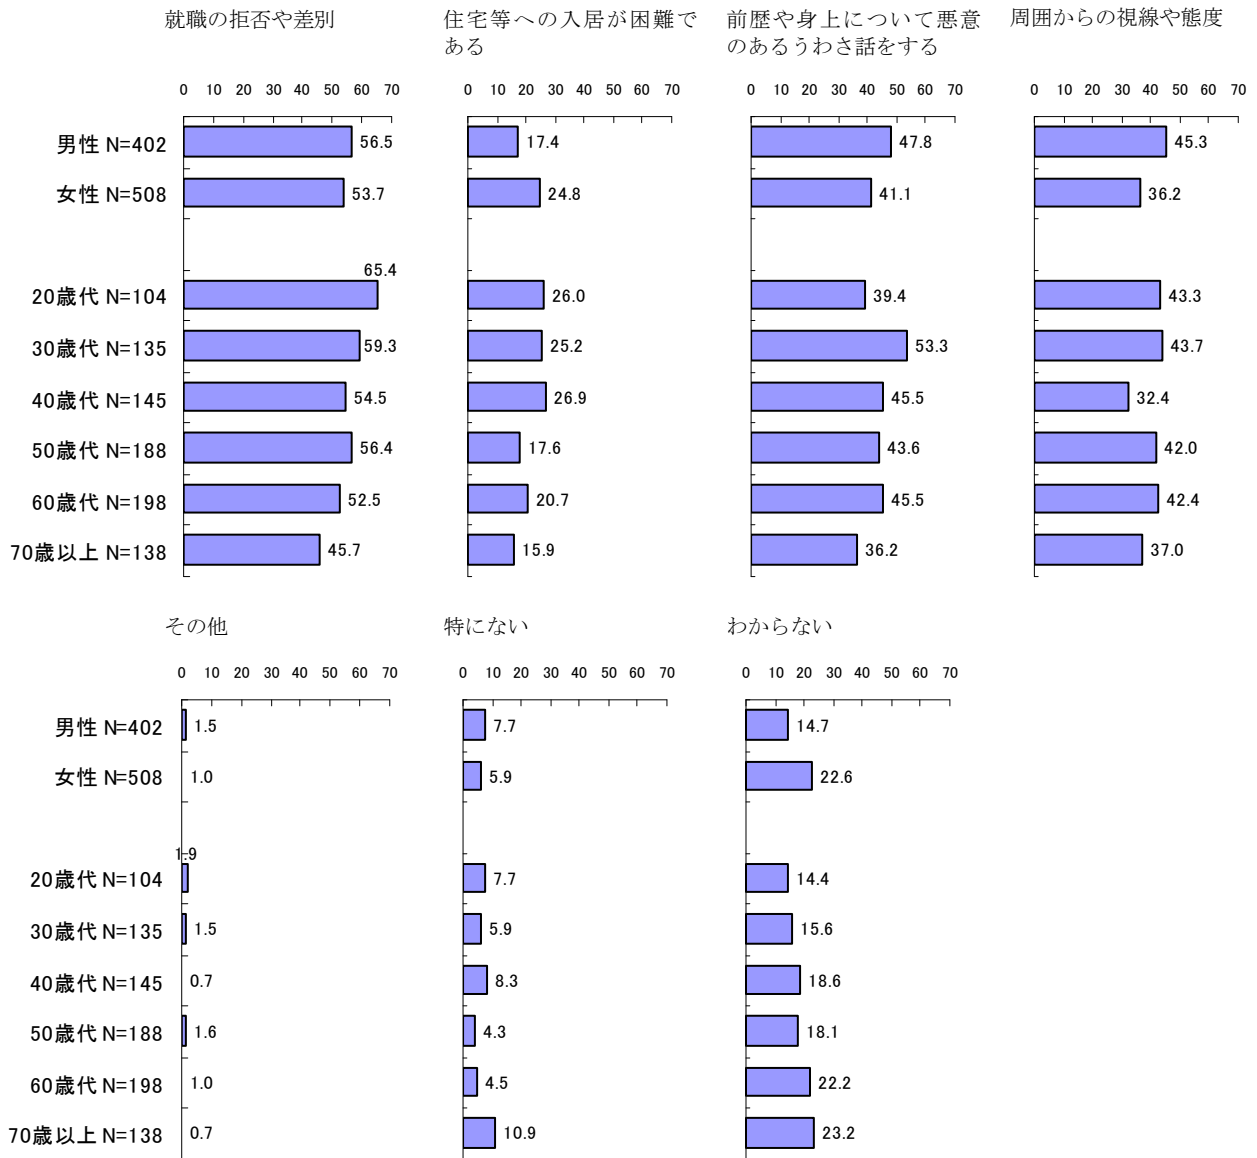 就職の拒否や差別
住宅等への入居が困難で
ある
前歴や身上について悪意
のあるうわさ話をする
周囲からの視線や態度
0 10 20 30 40 50 60 70
0 10 20 30 40 50 60 70
0 10 20 30 40 50 60 70
0 10 20 30 40 50 60 70
男性 N=402 56.5 17.4 47.8 45.3
女性 N=508 53.7 24.8 41.1 36.2
20歳代 N=104 65.4 26.0 39.4 43.3
30歳代 N=135 59.3 25.2 53.3 43.7
40歳代 N=145 54.5 26.9 45.5 32.4
50歳代 N=188 56.4 17.6 43.6 42.0
60歳代 N=198 52.5 20.7 45.5 42.4
70歳以上 N=138 45.7 15.9 36.2 37.0
その他
特にない
わからない
0 10 20 30 40 50 60 70
0 10 20 30 40 50 60 70
0 10 20 30 40 50 60 70
男性 N=402 1.5 7.7 14.7
女性 N=508 1.0 5.9 22.6
20歳代 N=104 1.9 7.7 14.4
30歳代 N=135 1.5 5.9 15.6
40歳代 N=145 0.7 8.3 18.6
50歳代 N=188 1.6 4.3 18.1
60歳代 N=198 1.0 4.5 22.2
70歳以上 N=138 0.7 10.9 23.2